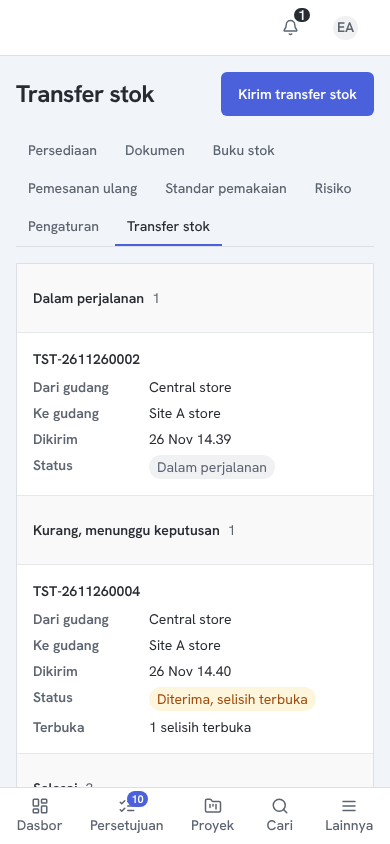 1
EA
Transfer stok
Kirim transfer stok
Persediaan Dokumen Buku stok
Pemesanan ulang Standar pemakaian Risiko
Pengaturan Transfer stok
Dalam perjalanan 1
TST-2611260002
Dari gudang Central store
Ke gudang Site A store
Dikirim 26 Nov 14.39
Status Dalam perjalanan
Kurang, menunggu keputusan 1
TST-2611260004
Dari gudang Central store
Ke gudang Site A store
Dikirim 26 Nov 14.40
Status Diterima, selisih terbuka
Terbuka 1 selisih terbuka
10
Dasbor Persetujuan Proyek Cari Lainnya